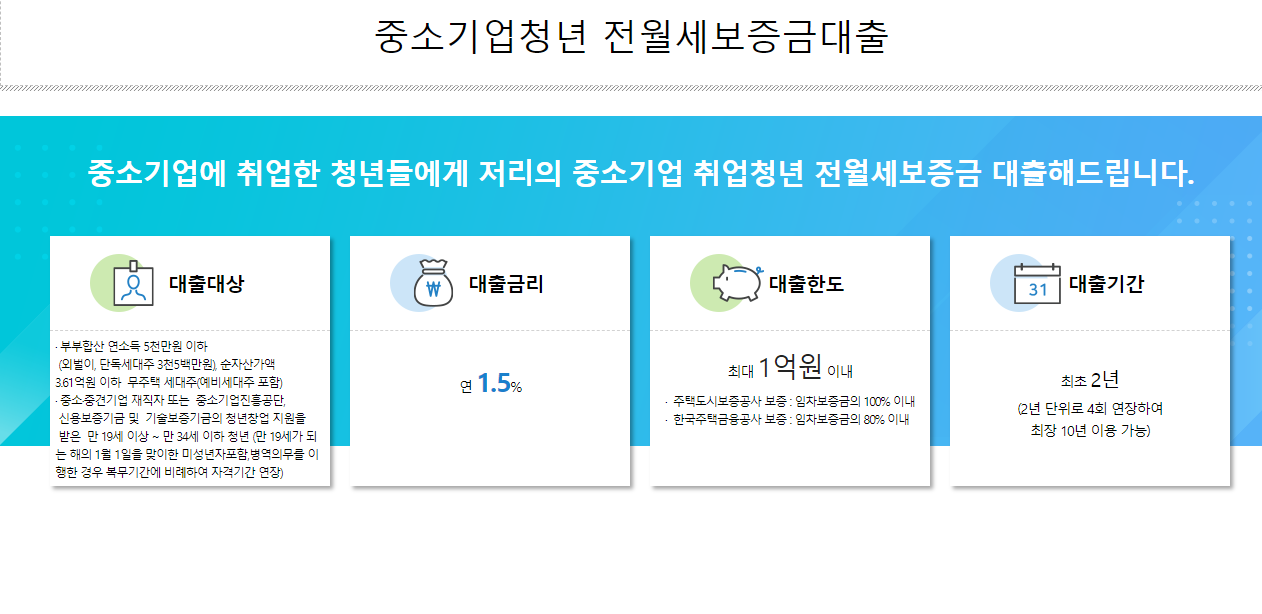 중소기업청년 전월세보증금대출
중소기업에 취업한 청년들에게 저리의 중소기업 취업청년 전월세보증금 대출해드립니다.
대출대상
· 부부합산 연소득 5천만원 이하
(외벌이, 단독세대주 3천5백만원), 순자산가액
3.61억원 이하 무주택 세대주(예비세대주 포함)
· 중소·중견기업 재직자 또는 중소기업진흥공단,
신용보증기금 및 기술보증기금의 청년창업 지원을
받은 만 19세 이상 ~ 만 34세 이하 청년 (만 19세가 되
는 해의 1월 1일을 맞이한 미성년자포함,병역의무를 이
행한 경우 복무기간에 비례하여 자격기간 연장)
대출금리
연 1.5%
대출한도
최대 1억원 이내
· 주택도시보증공사 보증 : 임차보증금의 100% 이내
· 한국주택금융공사 보증 : 임차보증금의 80% 이내
31
대출기간
최초 2년
(2년 단위로 4회 연장하여
최장 10년 이용 가능)